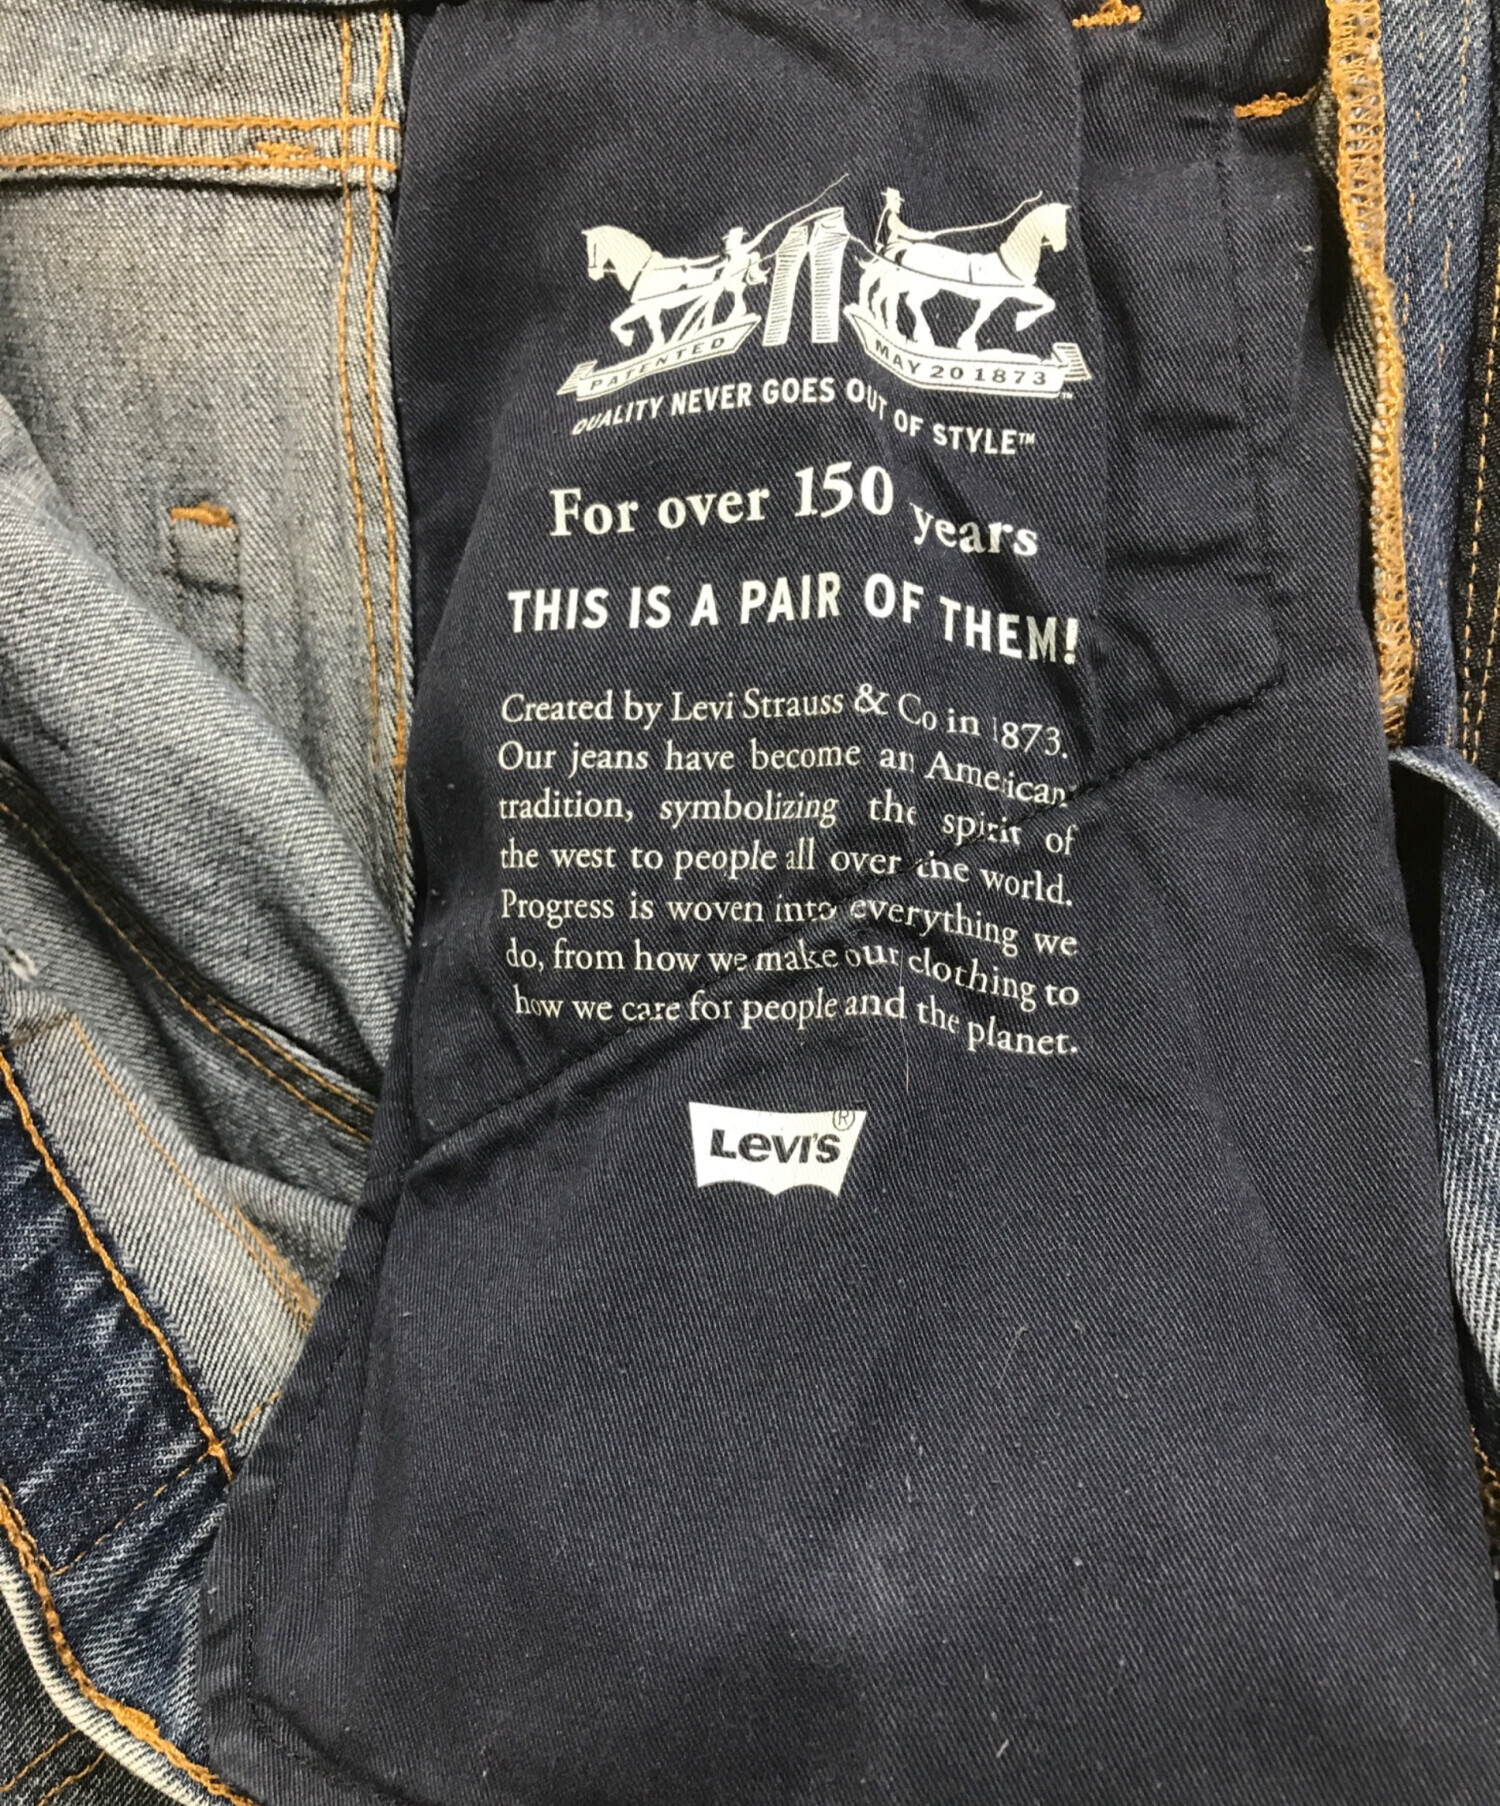 PATENTED MAY 20 1873 ™
QUALITY NEVER GOES OUT OF STYLE™
For over 150 years
THIS IS A PAIR OF THEM!
Created by Levi Strauss & Co in 1873.
Our jeans have become an American
tradition, symbolizing the spirit of
the west to people all over the world.
Progress is woven into everything we
do, from how we make our clothing to
how we care for people and the planet.
Levi's®